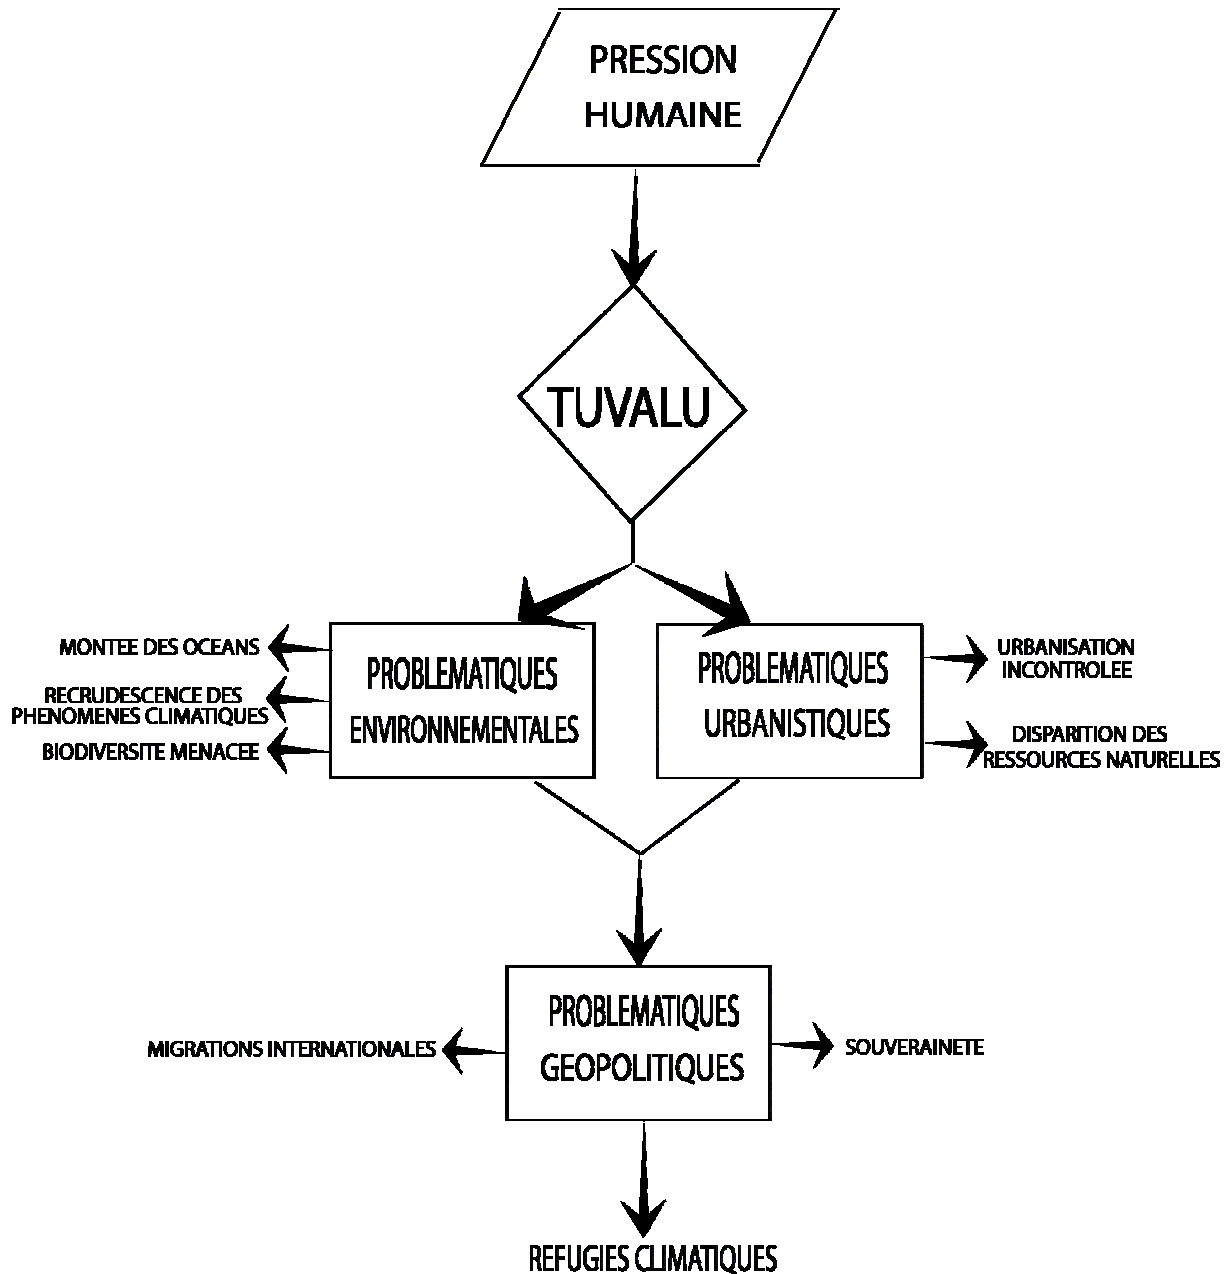 PRESSION
HUMAINE
TUVALU
PROBLEMATIQUES
ENVIRONNEMENTALES
MONTEE DES OCEANS
RECRUDESCENCE DES
PHENOMENES CLIMATIQUES
BIODIVERSITE MENACEE
PROBLEMATIQUES
URBANISTIQUES
URBANISATION
INCONTROLEE
DISPARITION DES
RESSOURCES NATURELLES
PROBLEMATIQUES
GEOPOLITIQUES
MIGRATIONS INTERNATIONALES
SOUVERAINETE
REFUGIES CLIMATIQUES